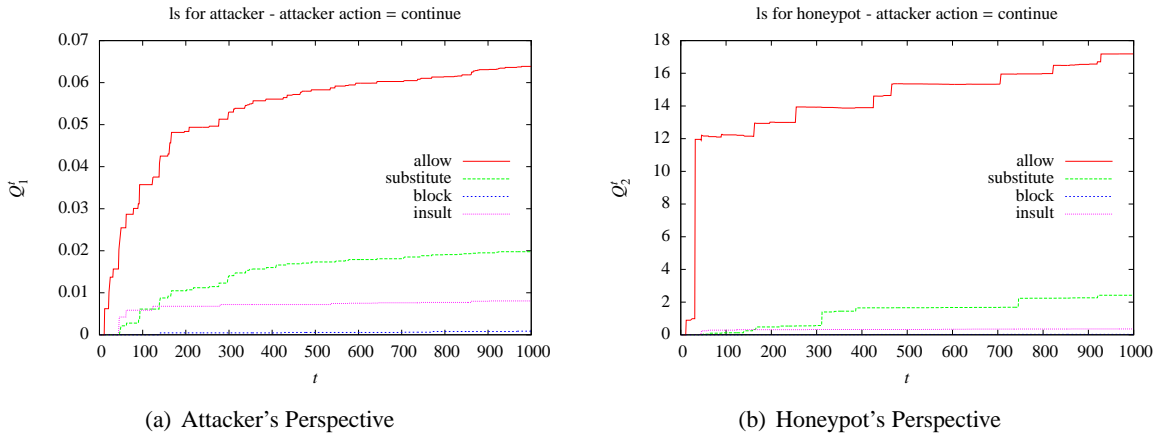 ls for attacker - attacker action = continue
0.07
0.06
0.05
0.04
0.03
0.02
0.01
0
Q₁ᵗ
allow
substitute
block
insult
0 100 200 300 400 500 600 700 800 900 1000
t
(a) Attacker's Perspective
ls for honeypot - attacker action = continue
18
16
14
12
10
8
6
4
2
0
Q₂ᵗ
allow
substitute
block
insult
0 100 200 300 400 500 600 700 800 900 1000
t
(b) Honeypot's Perspective